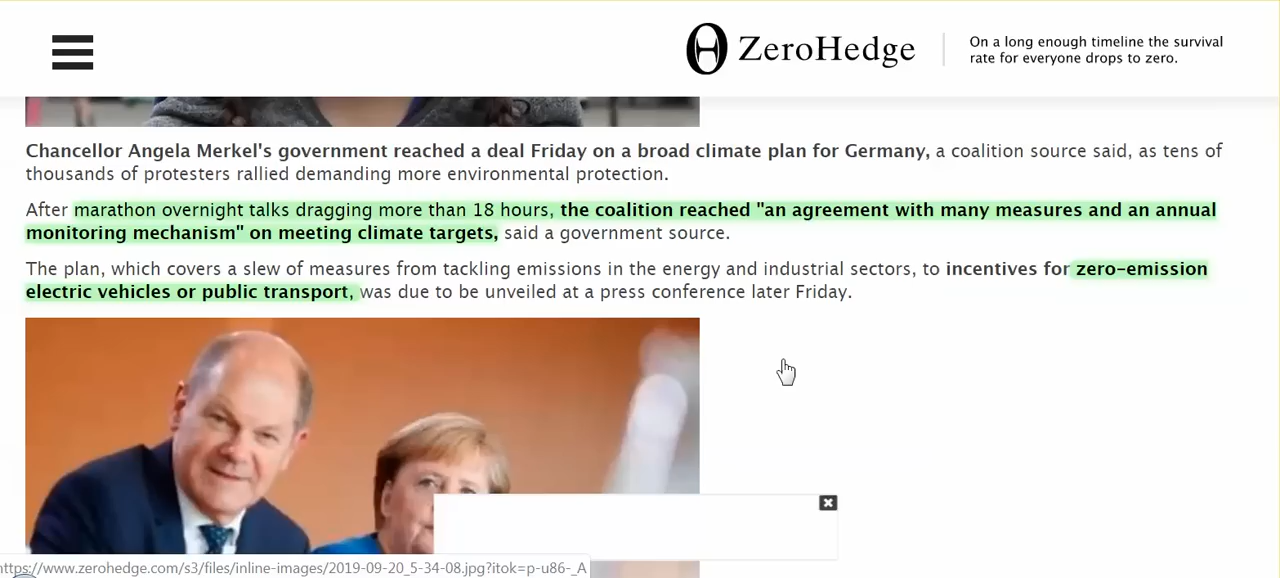 ZeroHedge
On a long enough timeline the survival
rate for everyone drops to zero.
Chancellor Angela Merkel's government reached a deal Friday on a broad climate plan for Germany, a coalition source said, as tens of
thousands of protesters rallied demanding more environmental protection.
After marathon overnight talks dragging more than 18 hours, the coalition reached "an agreement with many measures and an annual
monitoring mechanism" on meeting climate targets, said a government source.
The plan, which covers a slew of measures from tackling emissions in the energy and industrial sectors, to incentives for zero-emission
electric vehicles or public transport, was due to be unveiled at a press conference later Friday.
https://www.zerohedge.com/s3/files/inline-images/2019-09-20_5-34-08.jpg?itok=p-u86-_A